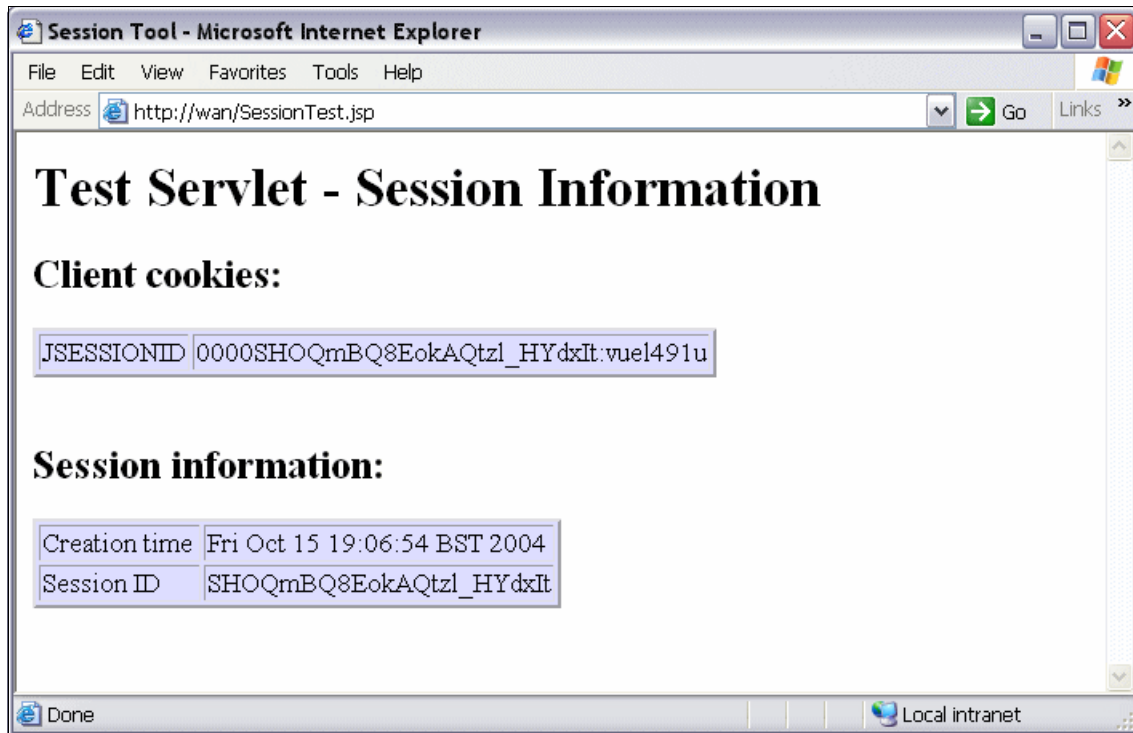 Session Tool - Microsoft Internet Explorer
File Edit View Favorites Tools Help
Address http://wan/SessionTest.jsp Go Links »
Test Servlet - Session Information
Client cookies:
JSESSIONID 0000SHOQmBQ8EokAQtzl_HYdxIt:vuel491u
Session information:
Creation time Fri Oct 15 19:06:54 BST 2004
Session ID SHOQmBQ8EokAQtzl_HYdxIt
Done Local intranet